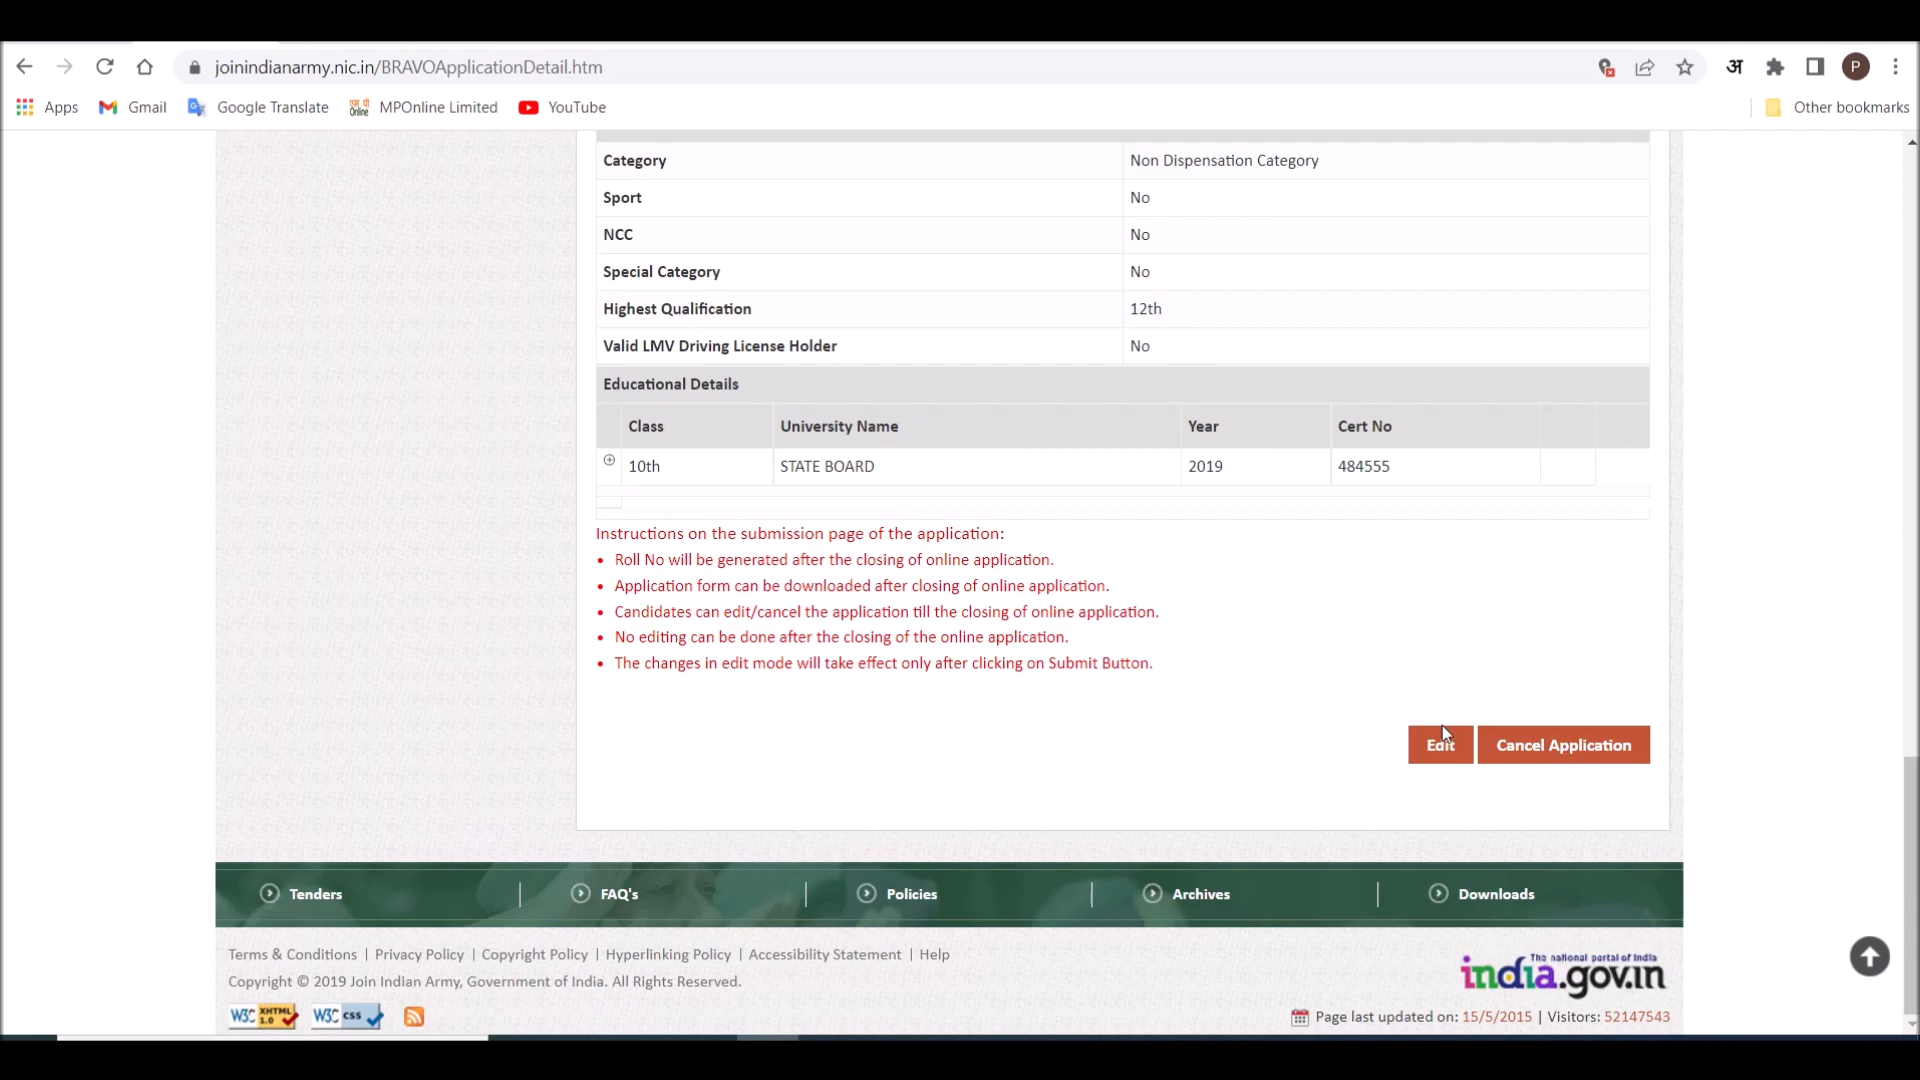 joinindianarmy.nic.in/BRAVOApplicationDetail.htm
अ
P
Apps
Gmail
Google Translate
MPOnline Limited
YouTube
Other bookmarks
Category Non Dispensation Category
Sport No
NCC No
Special Category No
Highest Qualification 12th
Valid LMV Driving License Holder No
Educational Details
Class University Name Year Cert No
10th STATE BOARD 2019 484555
Instructions on the submission page of the application:
• Roll No will be generated after the closing of online application.
• Application form can be downloaded after closing of online application.
• Candidates can edit/cancel the application till the closing of online application.
• No editing can be done after the closing of the online application.
• The changes in edit mode will take effect only after clicking on Submit Button.
Edit Cancel Application
Tenders FAQ's Policies Archives Downloads
Terms & Conditions | Privacy Policy | Copyright Policy | Hyperlinking Policy | Accessibility Statement | Help
Copyright © 2019 Join Indian Army, Government of India. All Rights Reserved.
The national portal of India
india.gov.in
W3C XHTML 1.0 W3C css
Page last updated on: 15/5/2015 | Visitors: 52147543